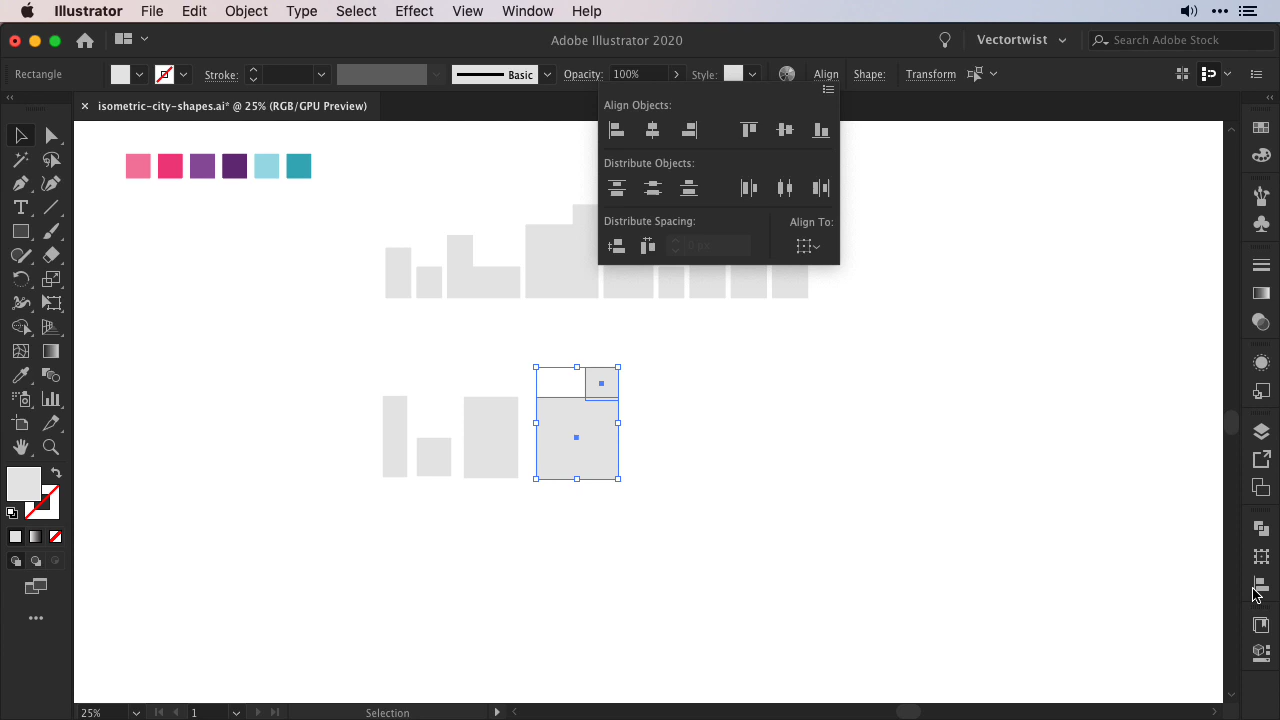 Illustrator File Edit Object Type Select Effect View Window Help
Adobe Illustrator 2020
Vectortwist
Search Adobe Stock
Rectangle Stroke: Basic Opacity: 100% Style: Align Shape: Transform
isometric-city-shapes.ai* @ 25% (RGB/GPU Preview)
Align Objects:
Distribute Objects:
Distribute Spacing: Align To:
0 px
25% 1 Selection